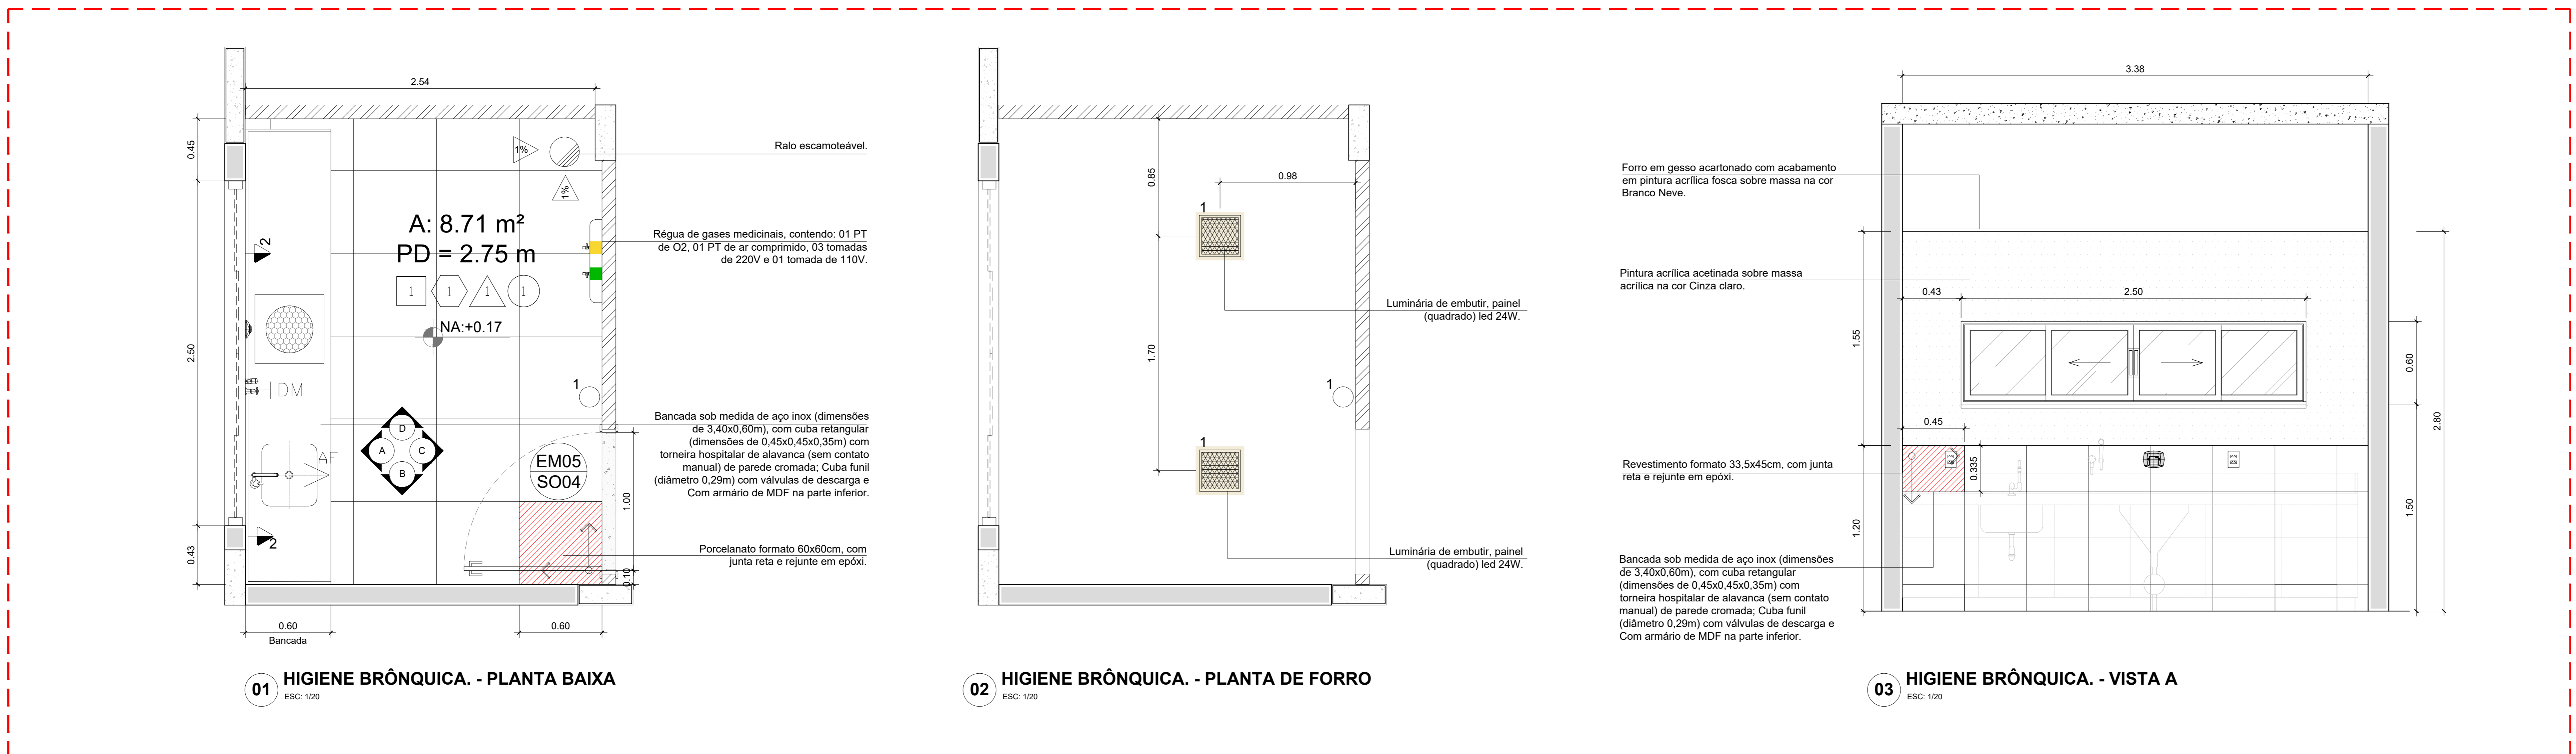 2.54
0.45
1%
Ralo escamoteável.
1%
A: 8.71 m²
PD = 2.75 m
2
1 1 1 1
Régua de gases medicinais, contendo: 01 PT
de O2, 01 PT de ar comprimido, 03 tomadas
de 220V e 01 tomada de 110V.
NA:+0.17
2.50
DM
1
Bancada sob medida de aço inox (dimensões
de 3,40x0,60m), com cuba retangular
(dimensões de 0,45x0,45x0,35m) com
torneira hospitalar de alavanca (sem contato
manual) de parede cromada; Cuba funil
(diâmetro 0,29m) com válvulas de descarga e
Com armário de MDF na parte inferior.
D
A C
B
AF
EM05
SO04
1.00
2
0.43
Porcelanato formato 60x60cm, com
junta reta e rejunte em epóxi.
0.10
0.60
Bancada
0.60
01 HIGIENE BRÔNQUICA. - PLANTA BAIXA
ESC: 1/20
0.85
0.98
1
Luminária de embutir, painel
(quadrado) led 24W.
1.70
1
1
Luminária de embutir, painel
(quadrado) led 24W.
02 HIGIENE BRÔNQUICA. - PLANTA DE FORRO
ESC: 1/20
3.38
Forro em gesso acartonado com acabamento
em pintura acrílica fosca sobre massa na cor
Branco Neve.
Pintura acrílica acetinada sobre massa
acrílica na cor Cinza claro.
0.43
2.50
1.55
0.60
2.80
0.45
Revestimento formato 33,5x45cm, com junta
reta e rejunte em epóxi.
0.335
1.20
1.50
Bancada sob medida de aço inox (dimensões
de 3,40x0,60m), com cuba retangular
(dimensões de 0,45x0,45x0,35m) com
torneira hospitalar de alavanca (sem contato
manual) de parede cromada; Cuba funil
(diâmetro 0,29m) com válvulas de descarga e
Com armário de MDF na parte inferior.
03 HIGIENE BRÔNQUICA. - VISTA A
ESC: 1/20